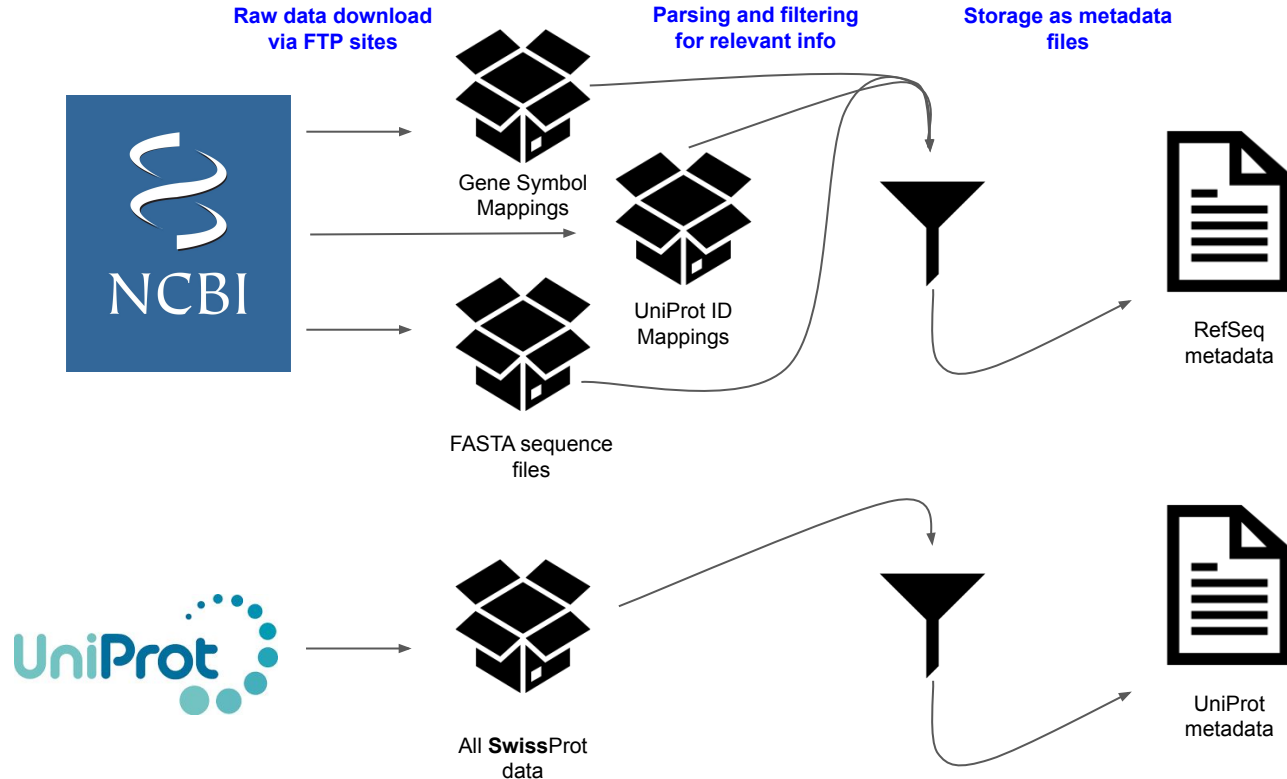 Raw data download
via FTP sites
Parsing and filtering
for relevant info
Storage as metadata
files
NCBI
Gene Symbol
Mappings
UniProt ID
Mappings
FASTA sequence
files
RefSeq
metadata
UniProt
All SwissProt
data
UniProt
metadata